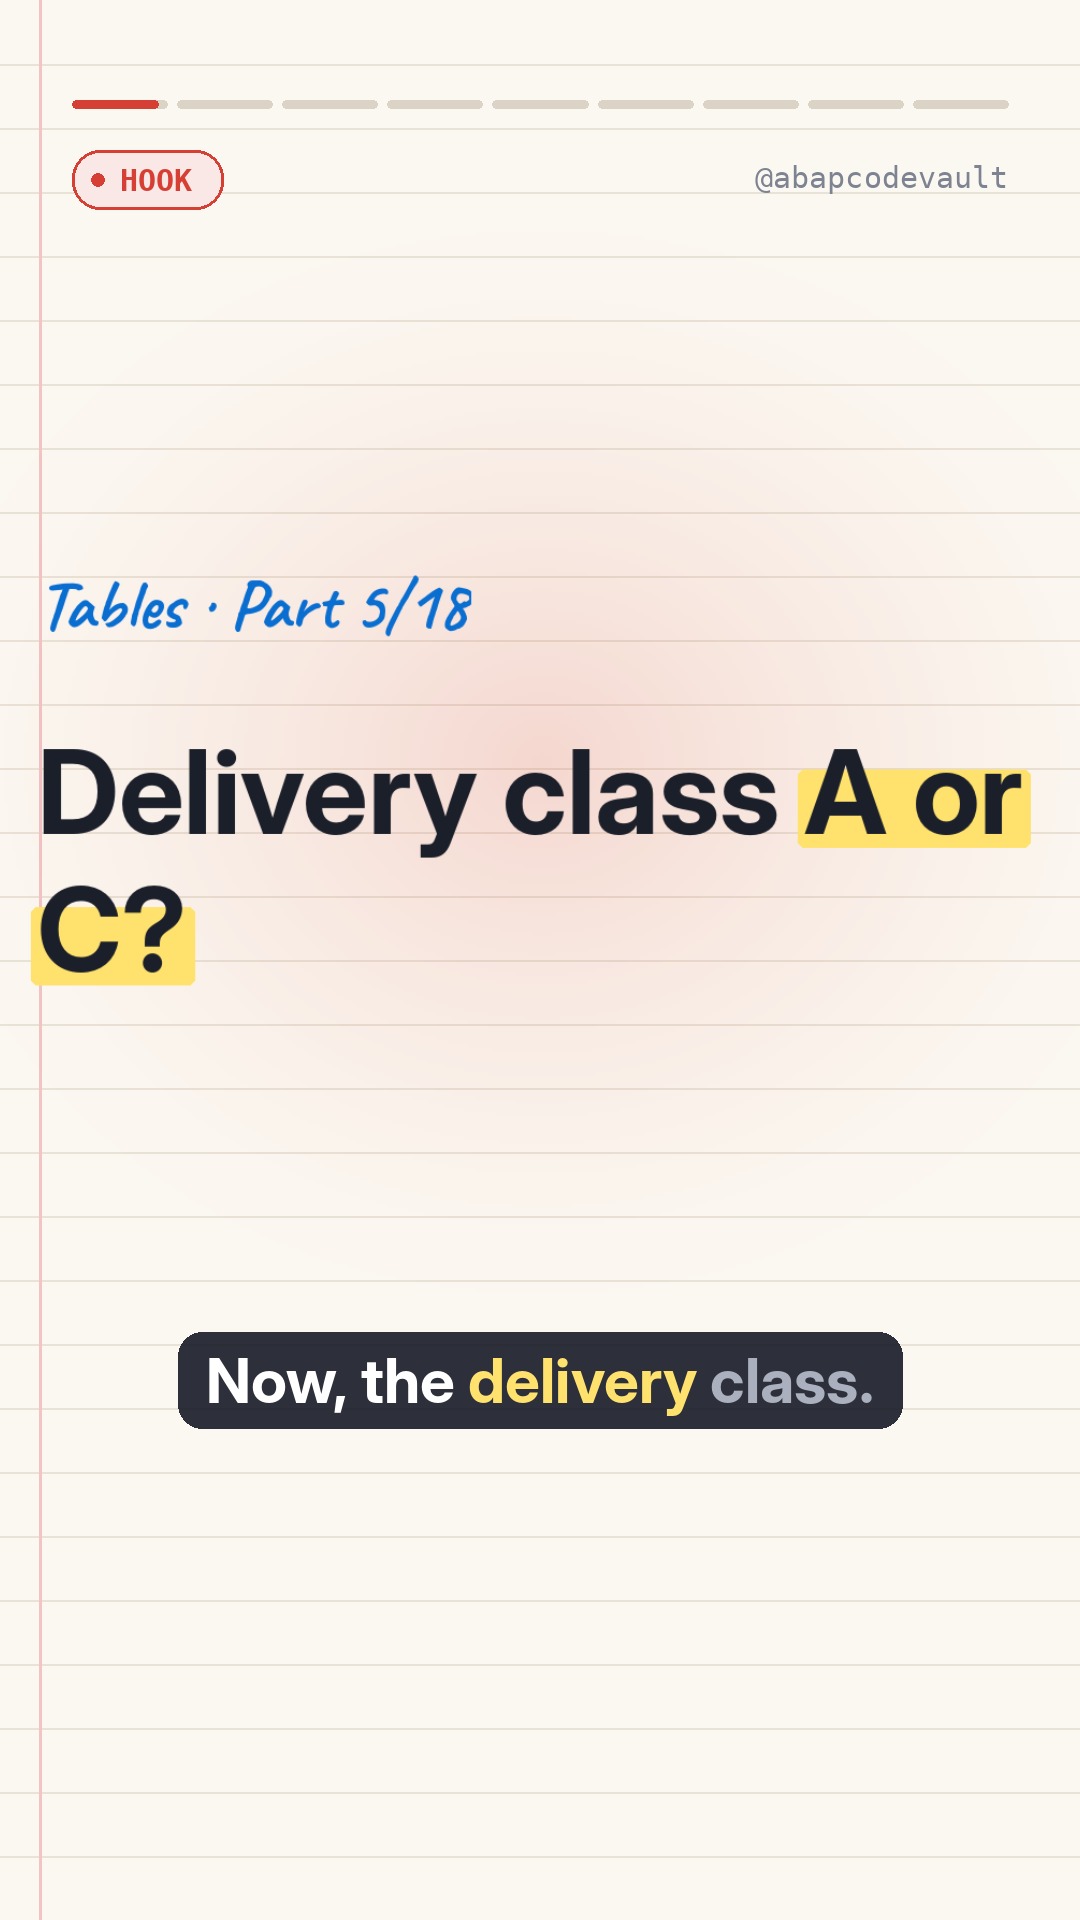 HOOK
@abapcodevault
Tables · Part 5/18
Delivery class A or
C?
Now, the delivery class.